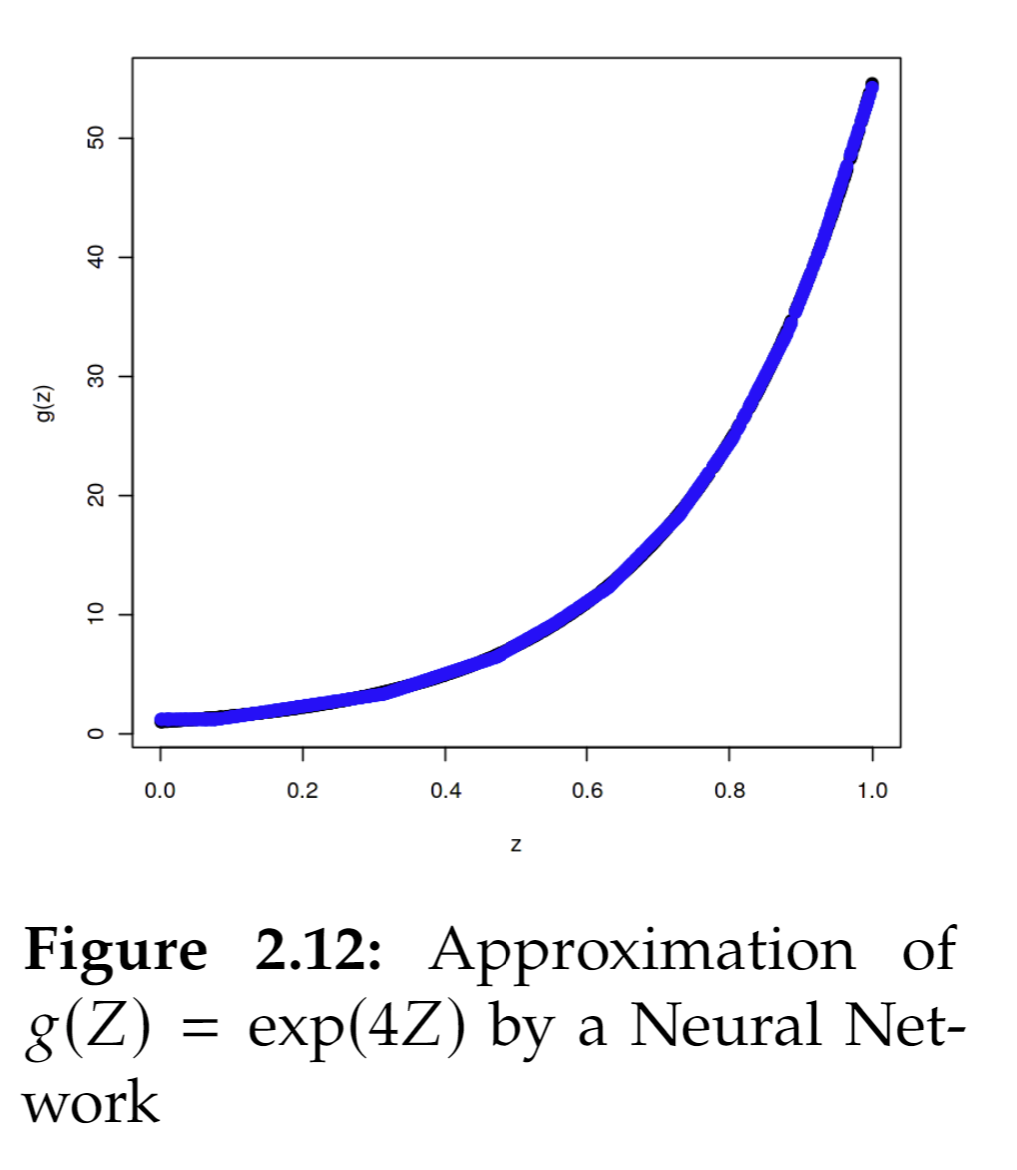 50
40
30
20
10
0
g(z)
0.0 0.2 0.4 0.6 0.8 1.0
z
Figure 2.12: Approximation of
g(Z) = exp(4Z) by a Neural Net-
work